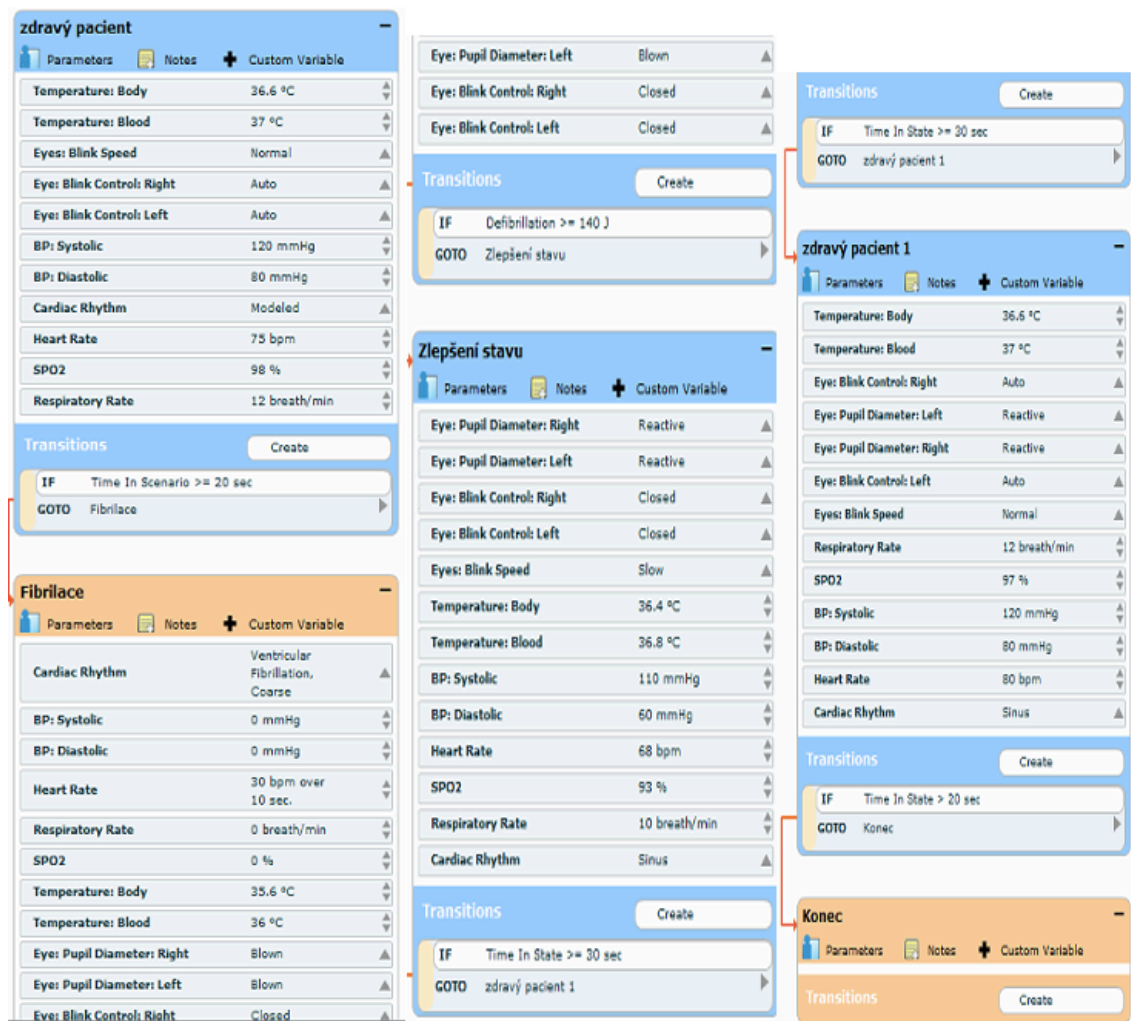 zdravý pacient
Parameters Notes Custom Variable
Temperature: Body 36.6 °C
Temperature: Blood 37 °C
Eyes: Blink Speed Normal
Eye: Blink Control: Right Auto
Eye: Blink Control: Left Auto
BP: Systolic 120 mmHg
BP: Diastolic 80 mmHg
Cardiac Rhythm Modeled
Heart Rate 75 bpm
SPO2 98 %
Respiratory Rate 12 breath/min
Transitions Create
IF Time In Scenario >= 20 sec
GOTO Fibrilace
Fibrilace
Parameters Notes Custom Variable
Cardiac Rhythm Ventricular
Fibrillation,
Coarse
BP: Systolic 0 mmHg
BP: Diastolic 0 mmHg
Heart Rate 30 bpm over
10 sec.
Respiratory Rate 0 breath/min
SPO2 0 %
Temperature: Body 35.6 °C
Temperature: Blood 36 °C
Eye: Pupil Diameter: Right Blown
Eye: Pupil Diameter: Left Blown
Eye: Blink Control: Right Closed
Eye: Pupil Diameter: Left Blown
Eye: Blink Control: Right Closed
Eye: Blink Control: Left Closed
Transitions Create
IF Defibrillation >= 140 J
GOTO Zlepšení stavu
Zlepšení stavu
Parameters Notes Custom Variable
Eye: Pupil Diameter: Right Reactive
Eye: Pupil Diameter: Left Reactive
Eye: Blink Control: Right Closed
Eye: Blink Control: Left Closed
Eyes: Blink Speed Slow
Temperature: Body 36.4 °C
Temperature: Blood 36.8 °C
BP: Systolic 110 mmHg
BP: Diastolic 60 mmHg
Heart Rate 68 bpm
SPO2 93 %
Respiratory Rate 10 breath/min
Cardiac Rhythm Sinus
Transitions Create
IF Time In State >= 30 sec
GOTO zdravý pacient 1
Transitions Create
IF Time In State >= 30 sec
GOTO zdravý pacient 1
zdravý pacient 1
Parameters Notes Custom Variable
Temperature: Body 36.6 °C
Temperature: Blood 37 °C
Eye: Blink Control: Right Auto
Eye: Pupil Diameter: Left Reactive
Eye: Pupil Diameter: Right Reactive
Eye: Blink Control: Left Auto
Eyes: Blink Speed Normal
Respiratory Rate 12 breath/min
SPO2 97 %
BP: Systolic 120 mmHg
BP: Diastolic 80 mmHg
Heart Rate 80 bpm
Cardiac Rhythm Sinus
Transitions Create
IF Time In State > 20 sec
GOTO Konec
Konec
Parameters Notes Custom Variable
Transitions Create